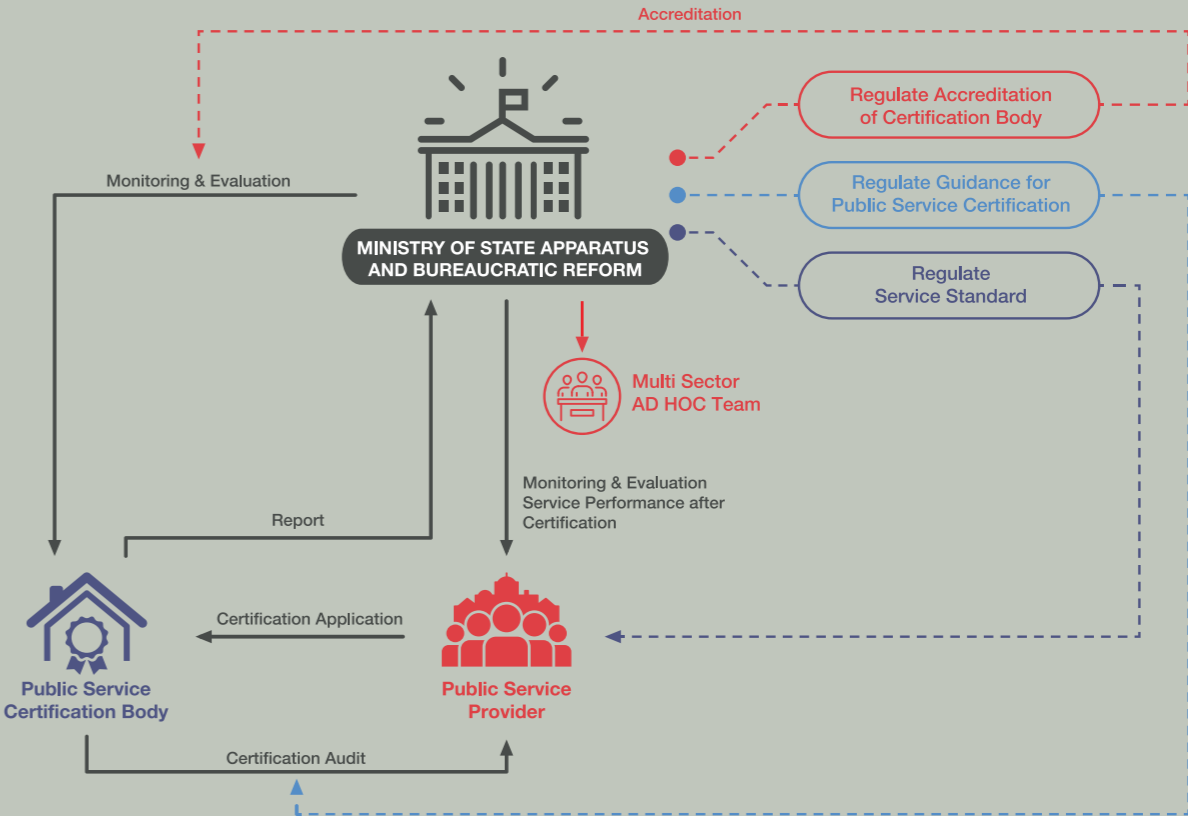 Accreditation
Regulate Accreditation
of Certification Body
Monitoring & Evaluation
Regulate Guidance for
Public Service Certification
MINISTRY OF STATE APPARATUS
AND BUREAUCRATIC REFORM
Regulate
Service Standard
Multi Sector
AD HOC Team
Monitoring & Evaluation
Service Performance after
Certification
Report
Certification Application
Public Service
Certification Body
Public Service
Provider
Certification Audit